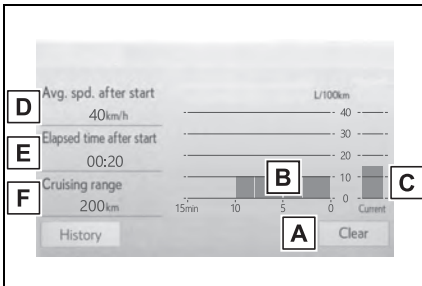 Avg. spd. after start
L/100km
D
40km/h
40
Elapsed time after start
30
E
00:20
20
B
C
Cruising range
10
F
200km
0
15min
10
5
0
Current
A
History
Clear